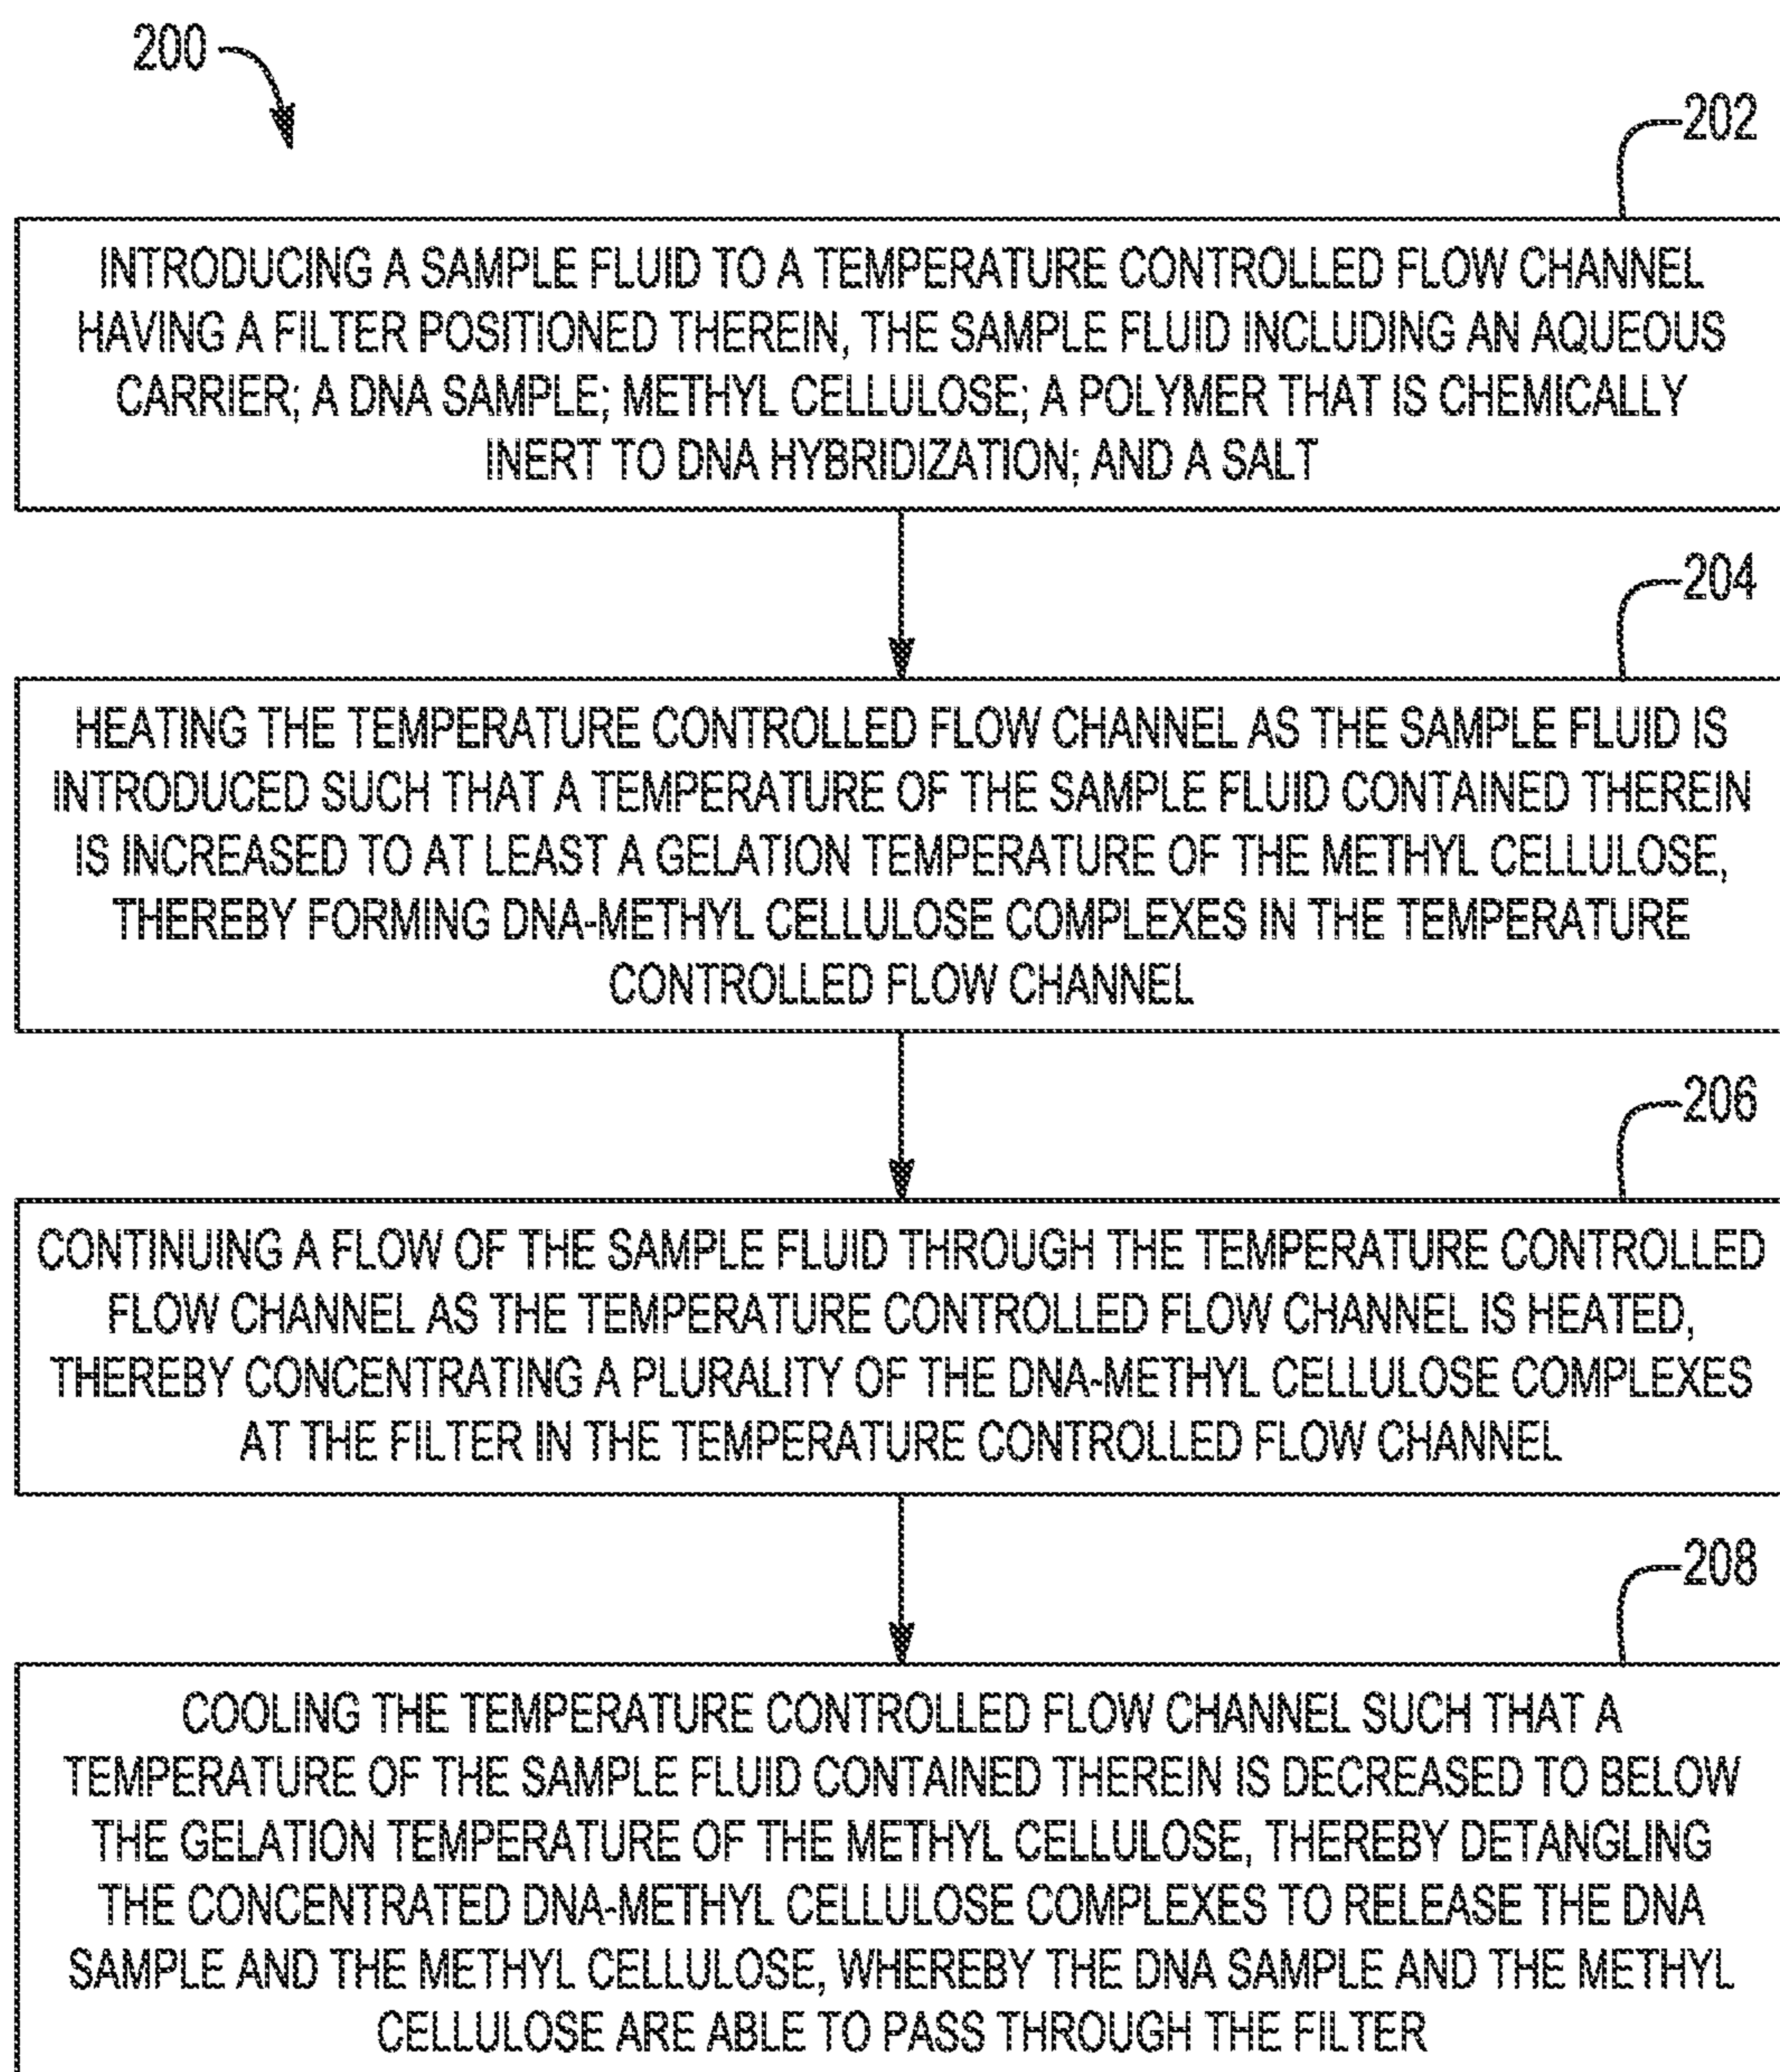 200
202
INTRODUCING A SAMPLE FLUID TO A TEMPERATURE CONTROLLED FLOW CHANNEL
HAVING A FILTER POSITIONED THEREIN, THE SAMPLE FLUID INCLUDING AN AQUEOUS
CARRIER; A DNA SAMPLE; METHYL CELLULOSE; A POLYMER THAT IS CHEMICALLY
INERT TO DNA HYBRIDIZATION; AND A SALT
204
HEATING THE TEMPERATURE CONTROLLED FLOW CHANNEL AS THE SAMPLE FLUID IS
INTRODUCED SUCH THAT A TEMPERATURE OF THE SAMPLE FLUID CONTAINED THEREIN
IS INCREASED TO AT LEAST A GELATION TEMPERATURE OF THE METHYL CELLULOSE,
THEREBY FORMING DNA-METHYL CELLULOSE COMPLEXES IN THE TEMPERATURE
CONTROLLED FLOW CHANNEL
206
CONTINUING A FLOW OF THE SAMPLE FLUID THROUGH THE TEMPERATURE CONTROLLED
FLOW CHANNEL AS THE TEMPERATURE CONTROLLED FLOW CHANNEL IS HEATED,
THEREBY CONCENTRATING A PLURALITY OF THE DNA-METHYL CELLULOSE COMPLEXES
AT THE FILTER IN THE TEMPERATURE CONTROLLED FLOW CHANNEL
208
COOLING THE TEMPERATURE CONTROLLED FLOW CHANNEL SUCH THAT A
TEMPERATURE OF THE SAMPLE FLUID CONTAINED THEREIN IS DECREASED TO BELOW
THE GELATION TEMPERATURE OF THE METHYL CELLULOSE, THEREBY DETANGLING
THE CONCENTRATED DNA-METHYL CELLULOSE COMPLEXES TO RELEASE THE DNA
SAMPLE AND THE METHYL CELLULOSE, WHEREBY THE DNA SAMPLE AND THE METHYL
CELLULOSE ARE ABLE TO PASS THROUGH THE FILTER